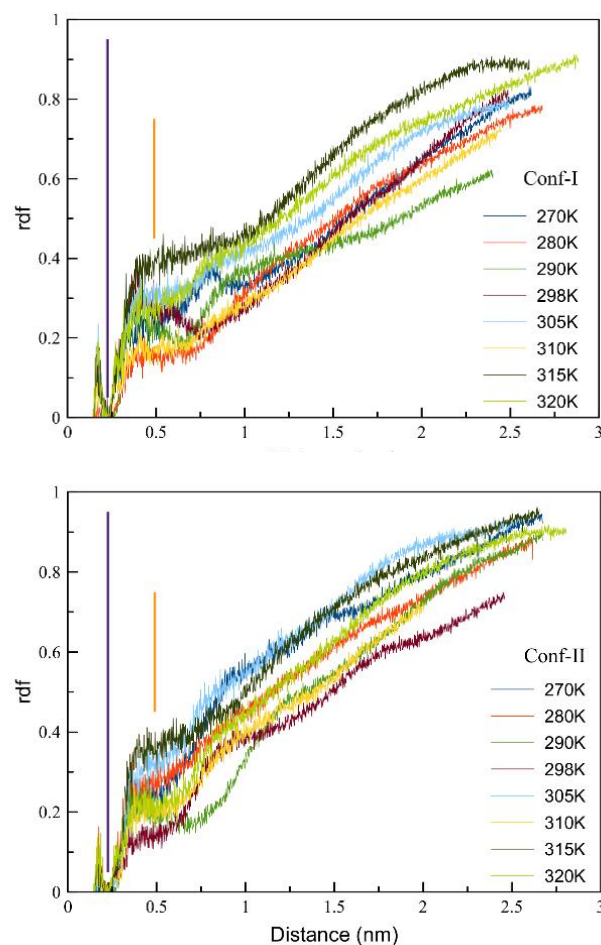 1
0.8
0.6
0.4
0.2
0
rdf
0 0.5 1 1.5 2 2.5 3
Conf-I
270K
280K
290K
298K
305K
310K
315K
320K
1
0.8
0.6
0.4
0.2
0
rdf
0 0.5 1 1.5 2 2.5 3
Distance (nm)
Conf-II
270K
280K
290K
298K
305K
310K
315K
320K